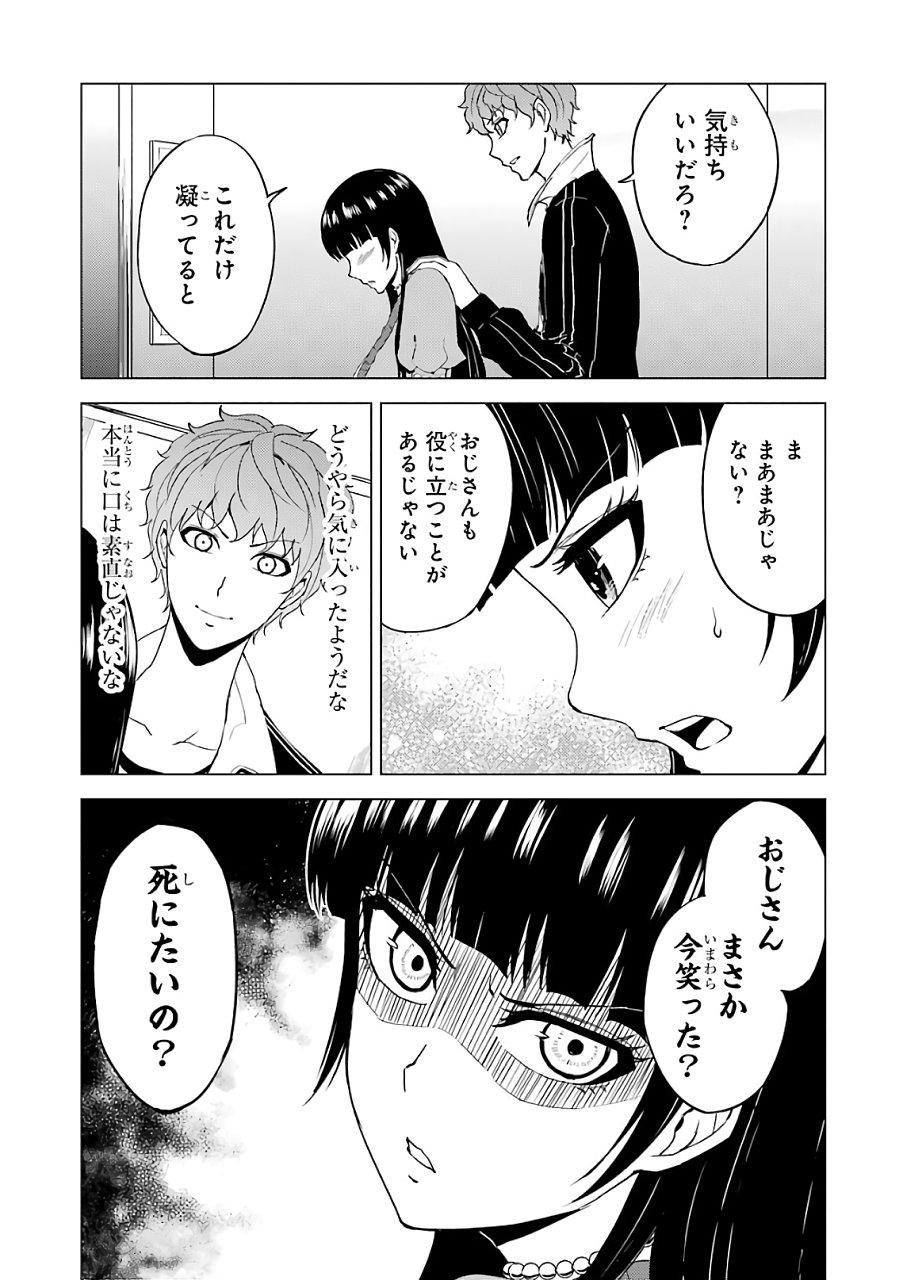 気持ち
いいだろ？
これだけ
凝ってると
ま
まあまあじゃ
ない？
おじさんも
役に立つことが
あるじゃない
どうやら気に入ったようだな
本当に口は素直じゃないな
おじさん
まさか
今笑った？
死にたいの？